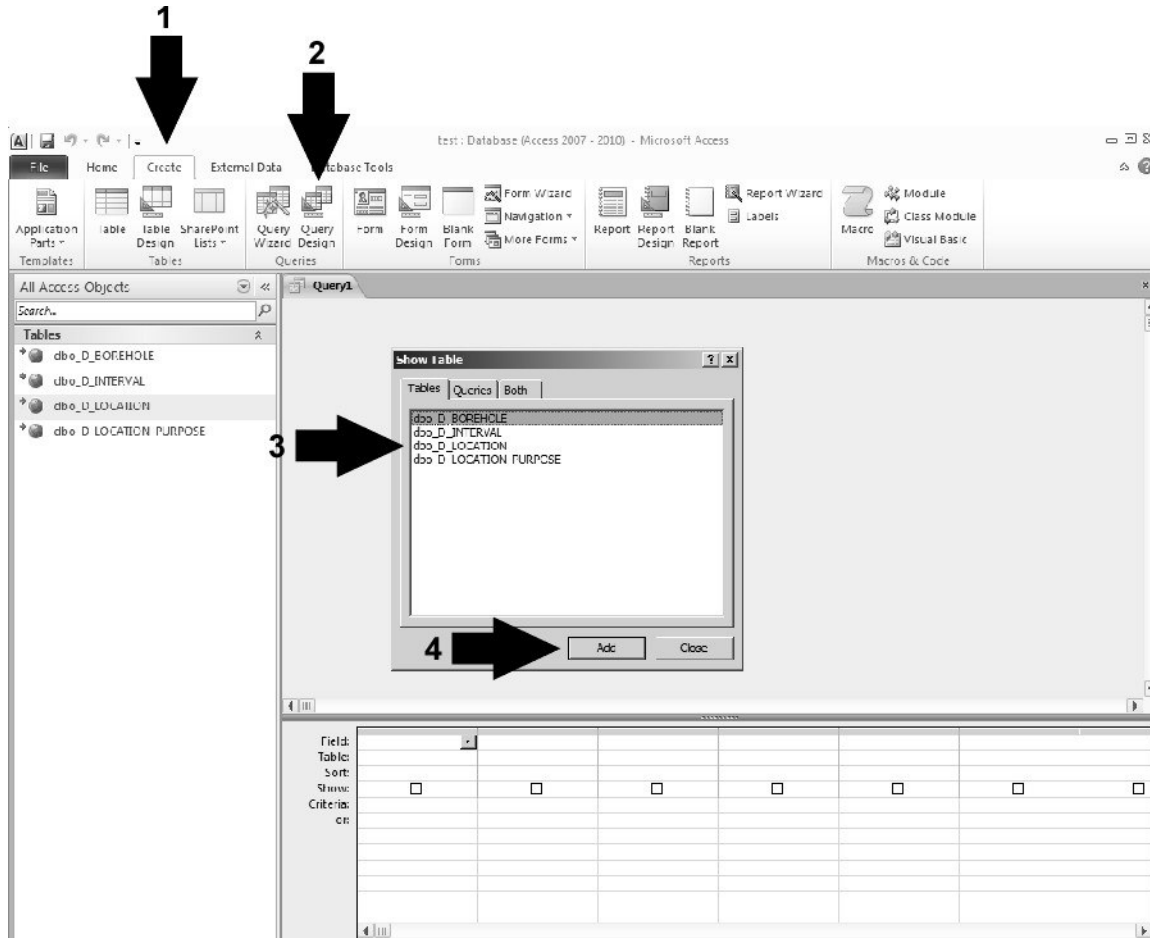 1
2
test : Database (Access 2007 - 2010) - Microsoft Access
File Home Create External Data Database Tools
Application Parts
Table
Table Design
SharePoint Lists
Query Wizard
Query Design
Form
Form Design
Blank Form
Form Wizard
Navigation
More Forms
Report
Report Design
Blank Report
Report Wizard
Labels
Macro
Module
Class Module
Visual Basic
Templates Tables Queries Forms Reports Macros & Code
All Access Objects
Search..
Tables
dbo_D_BOREHOLE
dbo_D_INTERVAL
dbo_D_LOCATION
dbo_D_LOCATION_PURPOSE
Query1
Show Table
Tables Queries Both
dbo_D_BOREHOLE
dbo_D_INTERVAL
dbo_D_LOCATION
dbo_D_LOCATION_PURPOSE
3
4
Add Close
Field:
Table:
Sort:
Show:
Criteria:
or: